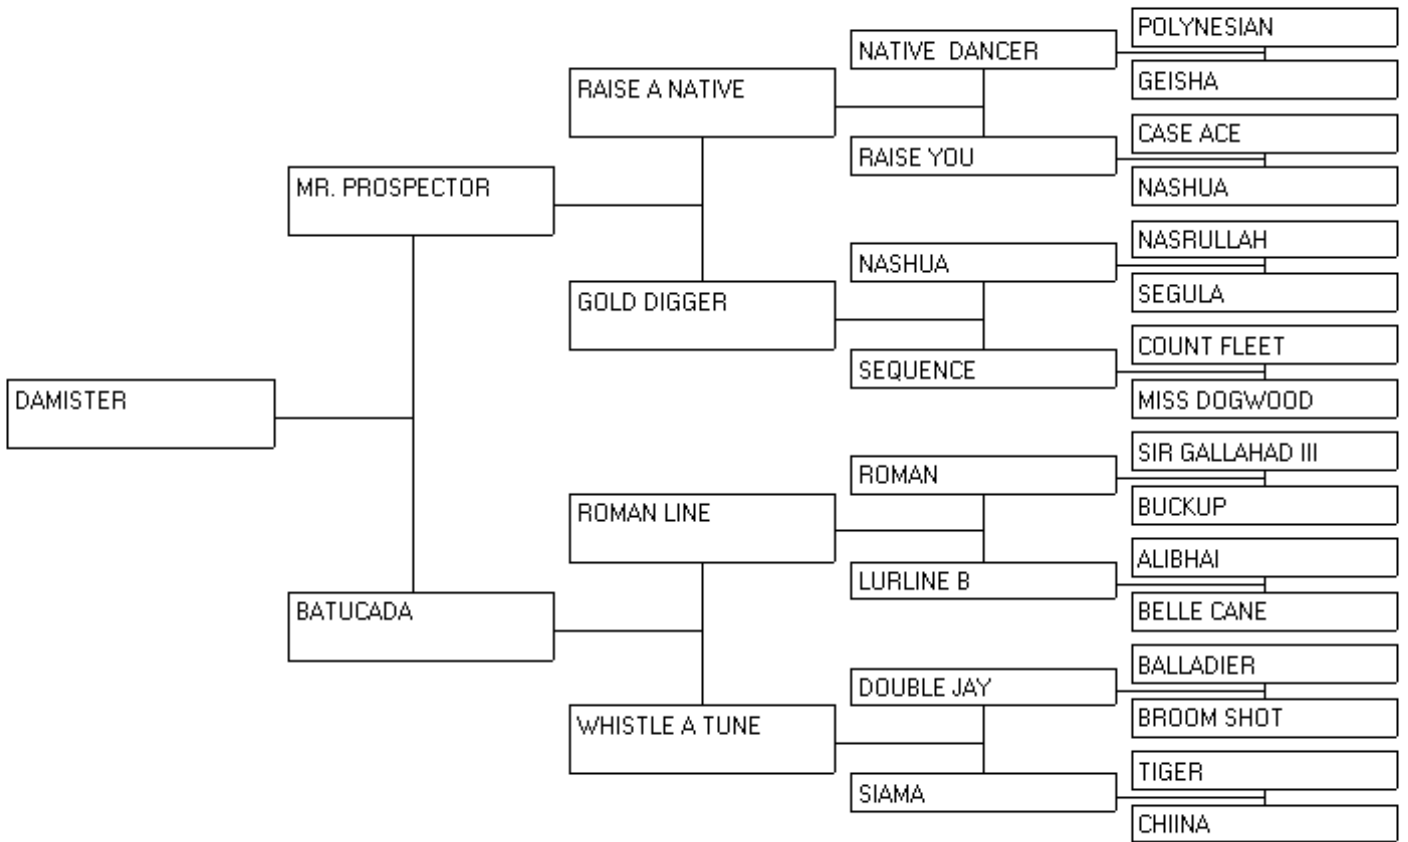 POLYNESIAN
NATIVE  DANCER
GEISHA
RAISE A NATIVE
CASE ACE
RAISE YOU
NASHUA
MR. PROSPECTOR
NASRULLAH
NASHUA
SEGULA
GOLD DIGGER
COUNT FLEET
SEQUENCE
MISS DOGWOOD
DAMISTER
SIR GALLAHAD III
ROMAN
BUCKUP
ROMAN LINE
ALIBHAI
LURLINE B
BELLE CANE
BATUCADA
BALLADIER
DOUBLE JAY
BROOM SHOT
WHISTLE A TUNE
TIGER
SIAMA
CHIINA